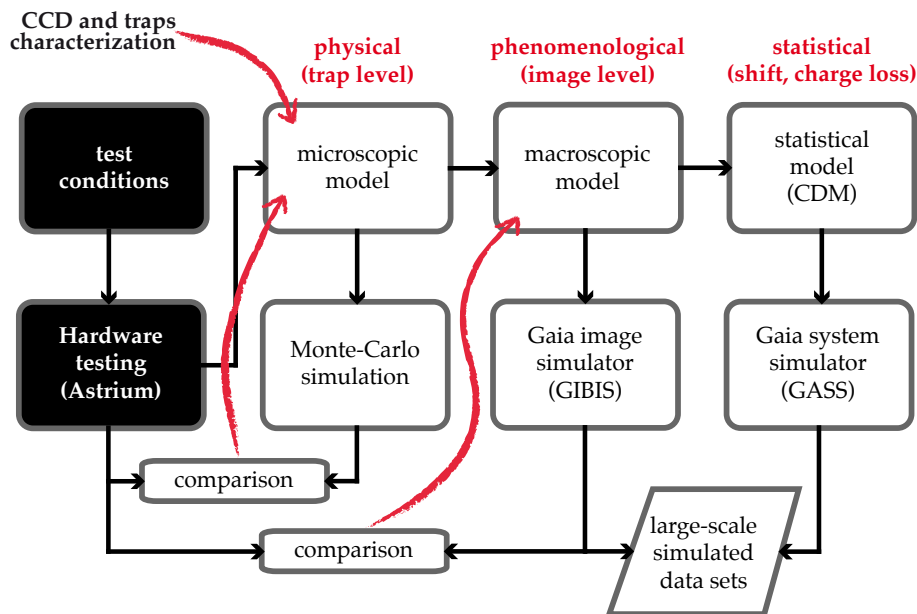 CCD and traps
characterization
physical
(trap level)
phenomenological
(image level)
statistical
(shift, charge loss)
test
conditions
microscopic
model
macroscopic
model
statistical
model
(CDM)
Hardware
testing
(Astrium)
Monte-Carlo
simulation
Gaia image
simulator
(GIBIS)
Gaia system
simulator
(GASS)
comparison
comparison
large-scale
simulated
data sets